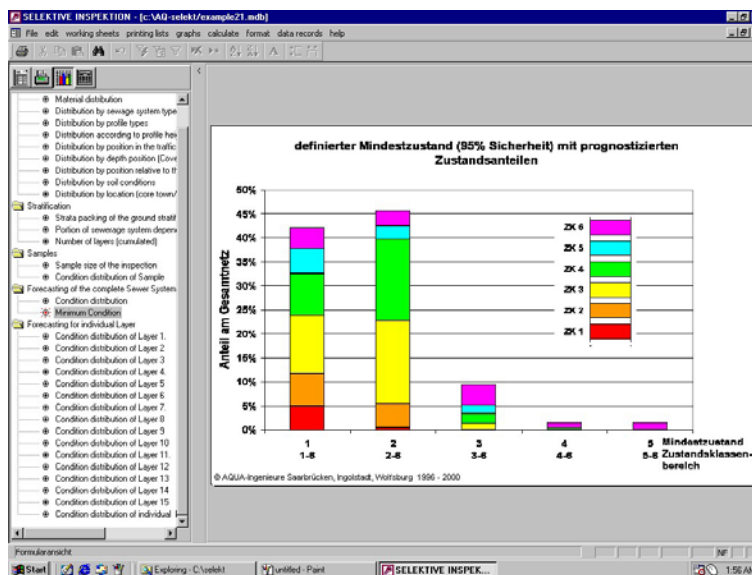 SELEKTIVE INSPEKTION - [c:\AQ-selekt/example21.mdb]
File edit working sheets printing lists graphs calculate format data records help
Material distribution
Distribution by sewage system type
Distribution by profile types
Distribution according to profile hei
Distribution by position in the traffic
Distribution by depth position (Cove
Distribution by position relative to th
Distribution by soil conditions
Distribution by location (core town/
Stratification
Strata packing of the ground stratif
Portion of sewerage system depen
Number of layers (cumulated)
Samples
Sample size of the inspection
Condition distribution of Sample
Forecasting of the complete Sewer System
Condition distribution
Minimum Condition
Forecasting for individual Layer
Condition distribution of Layer 1.
Condition distribution of Layer 2
Condition distribution of Layer 3
Condition distribution of Layer 4.
Condition distribution of Layer 5
Condition distribution of Layer 6
Condition distribution of Layer 7.
Condition distribution of Layer 8
Condition distribution of Layer 9
Condition distribution of Layer 10
Condition distribution of Layer 11.
Condition distribution of Layer 12
Condition distribution of Layer 13
Condition distribution of Layer 14
Condition distribution of Layer 15
Condition distribution of individual
definierter Mindestzustand (95% Sicherheit) mit prognostizierten
Zustandsanteilen
Anteil am Gesamtnetz
50%
45%
40%
35%
30%
25%
20%
15%
10%
5%
0%
ZK 6
ZK 5
ZK 4
ZK 3
ZK 2
ZK 1
1 2 3 4 5 Mindestzustand
1-6 2-6 3-6 4-6 5-6 Zustandsklassen-
bereich
© AQUA-Ingenieure Saarbrücken, Ingolstadt, Wolfsburg 1996 - 2000
Formularansicht NF
Start Exploring - C:\selekt untitled - Paint SELEKTIVE INSPEK... 1:56 AM